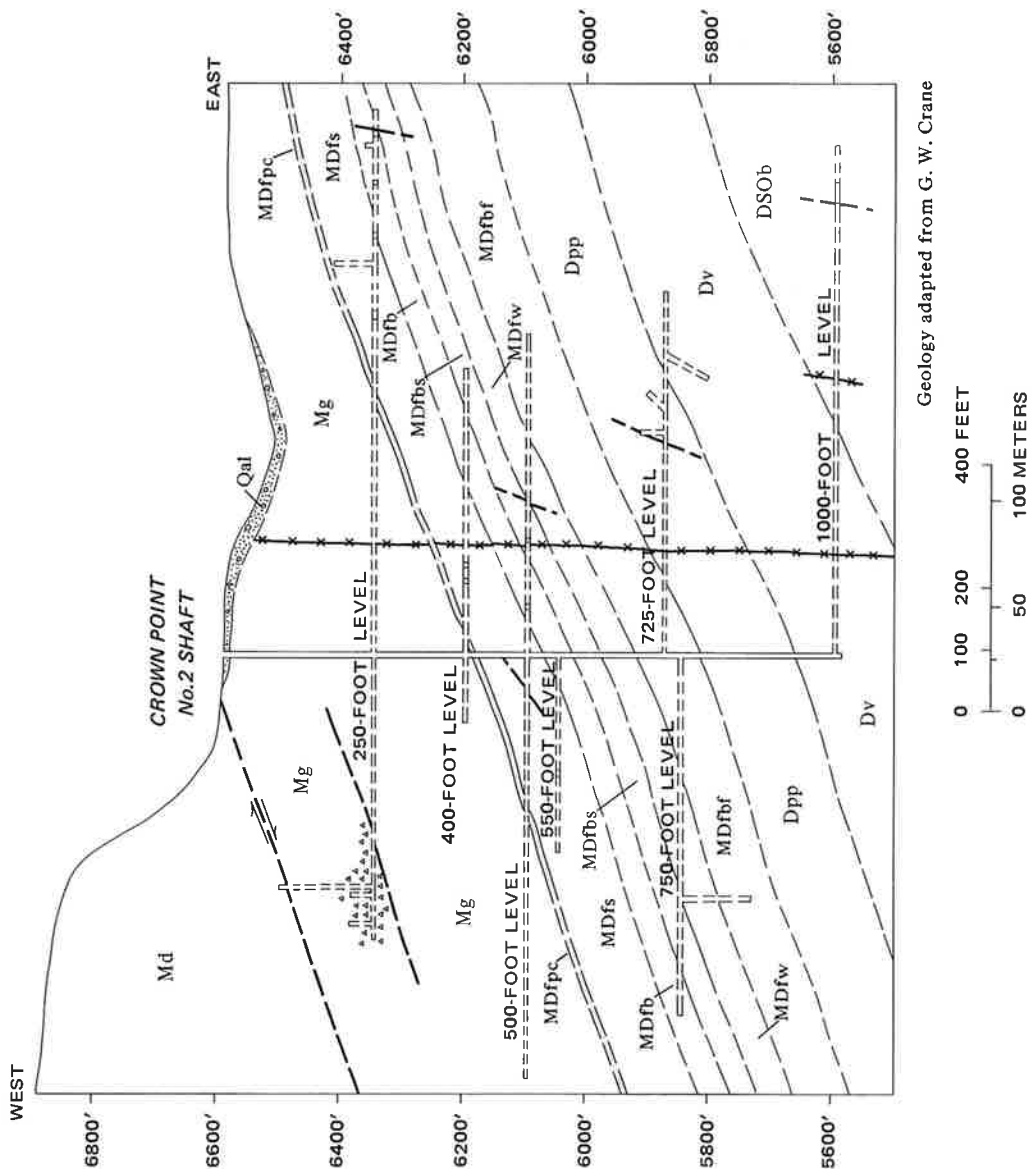 WEST
EAST
CROWN POINT
No.2 SHAFT
6800'
6600'
6400'
6200'
6000'
5800'
5600'
6400'
6200'
6000'
5800'
5600'
Qal
Md
Mg
Mg
Mg
MDfpc
MDfs
MDfb
MDfbs
MDfw
MDfbf
Dpp
Dv
DSOb
MDfpc
MDfs
MDfb
MDfbs
MDfw
MDfbf
Dpp
Dv
250-FOOT LEVEL
400-FOOT LEVEL
500-FOOT LEVEL
550-FOOT LEVEL
725-FOOT LEVEL
750-FOOT LEVEL
1000-FOOT LEVEL
Geology adapted from G. W. Crane
0 100 200 400 FEET
0 50 100 METERS